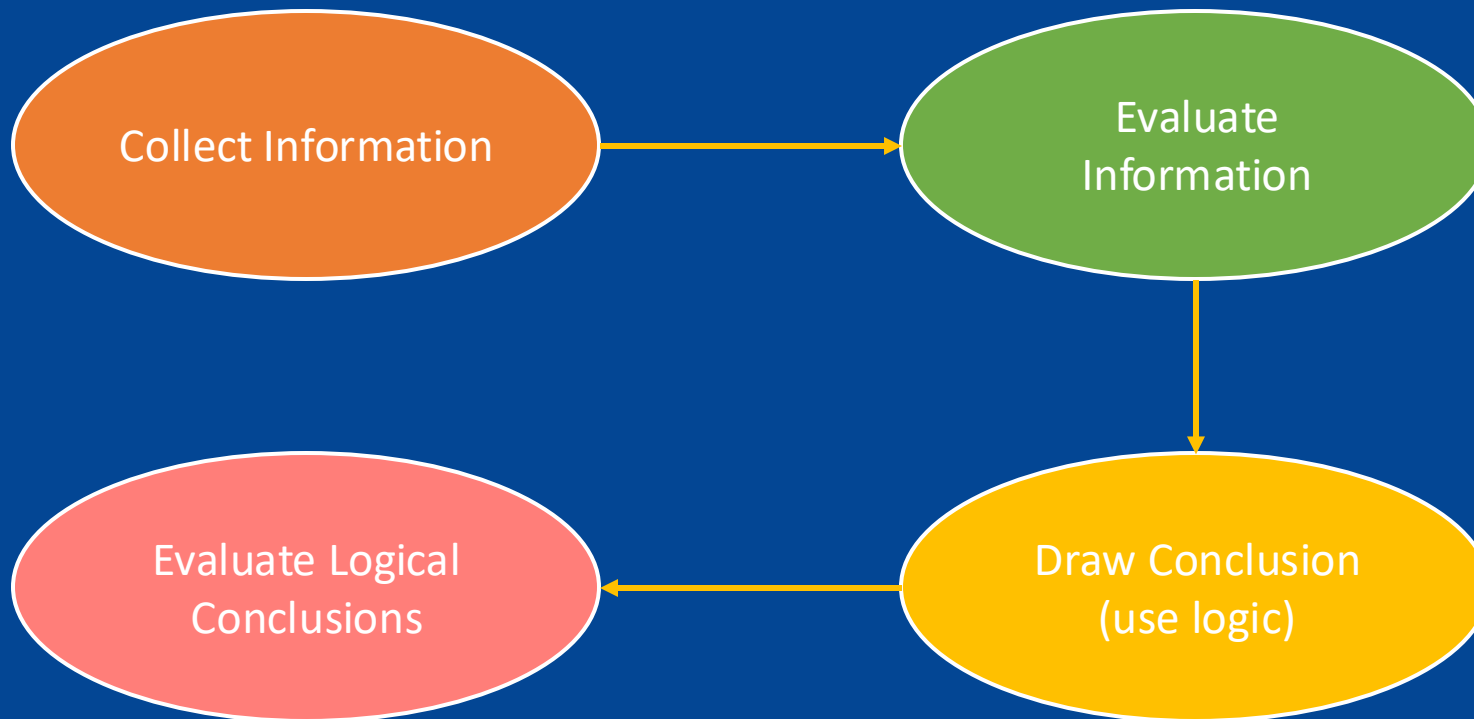 Collect Information
Evaluate
Information
Draw Conclusion
(use logic)
Evaluate Logical
Conclusions